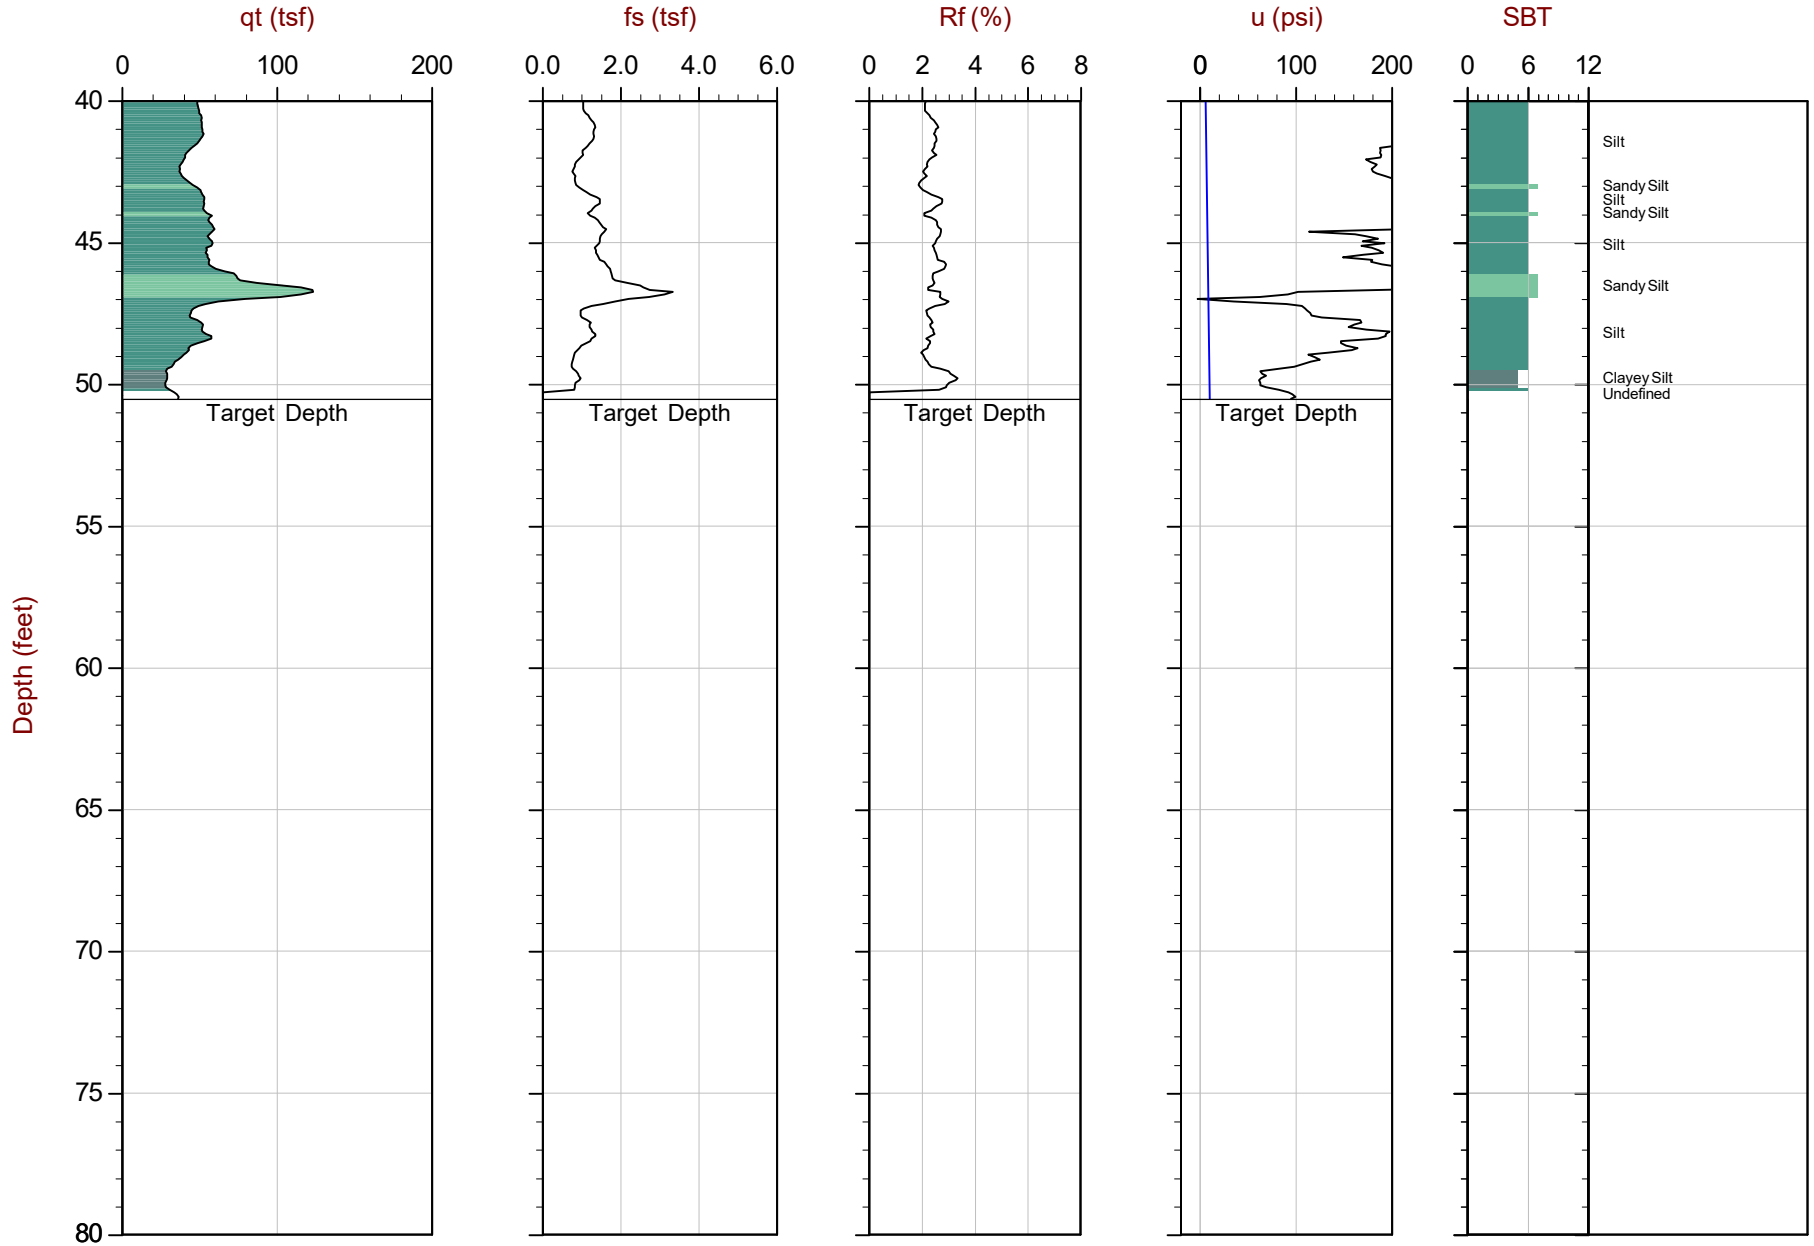 qt (tsf) fs (tsf) Rf (%) u (psi) SBT
0 100 200 0.0 2.0 4.0 6.0 0 2 4 6 8 0 100 200 0 6 12
40
Silt
Sandy Silt
Silt
Sandy Silt
45 Silt
Sandy Silt
Silt
Clayey Silt
50
Undefined
Target Depth Target Depth Target Depth Target Depth
55
60
Depth (feet)
65
70
75
80